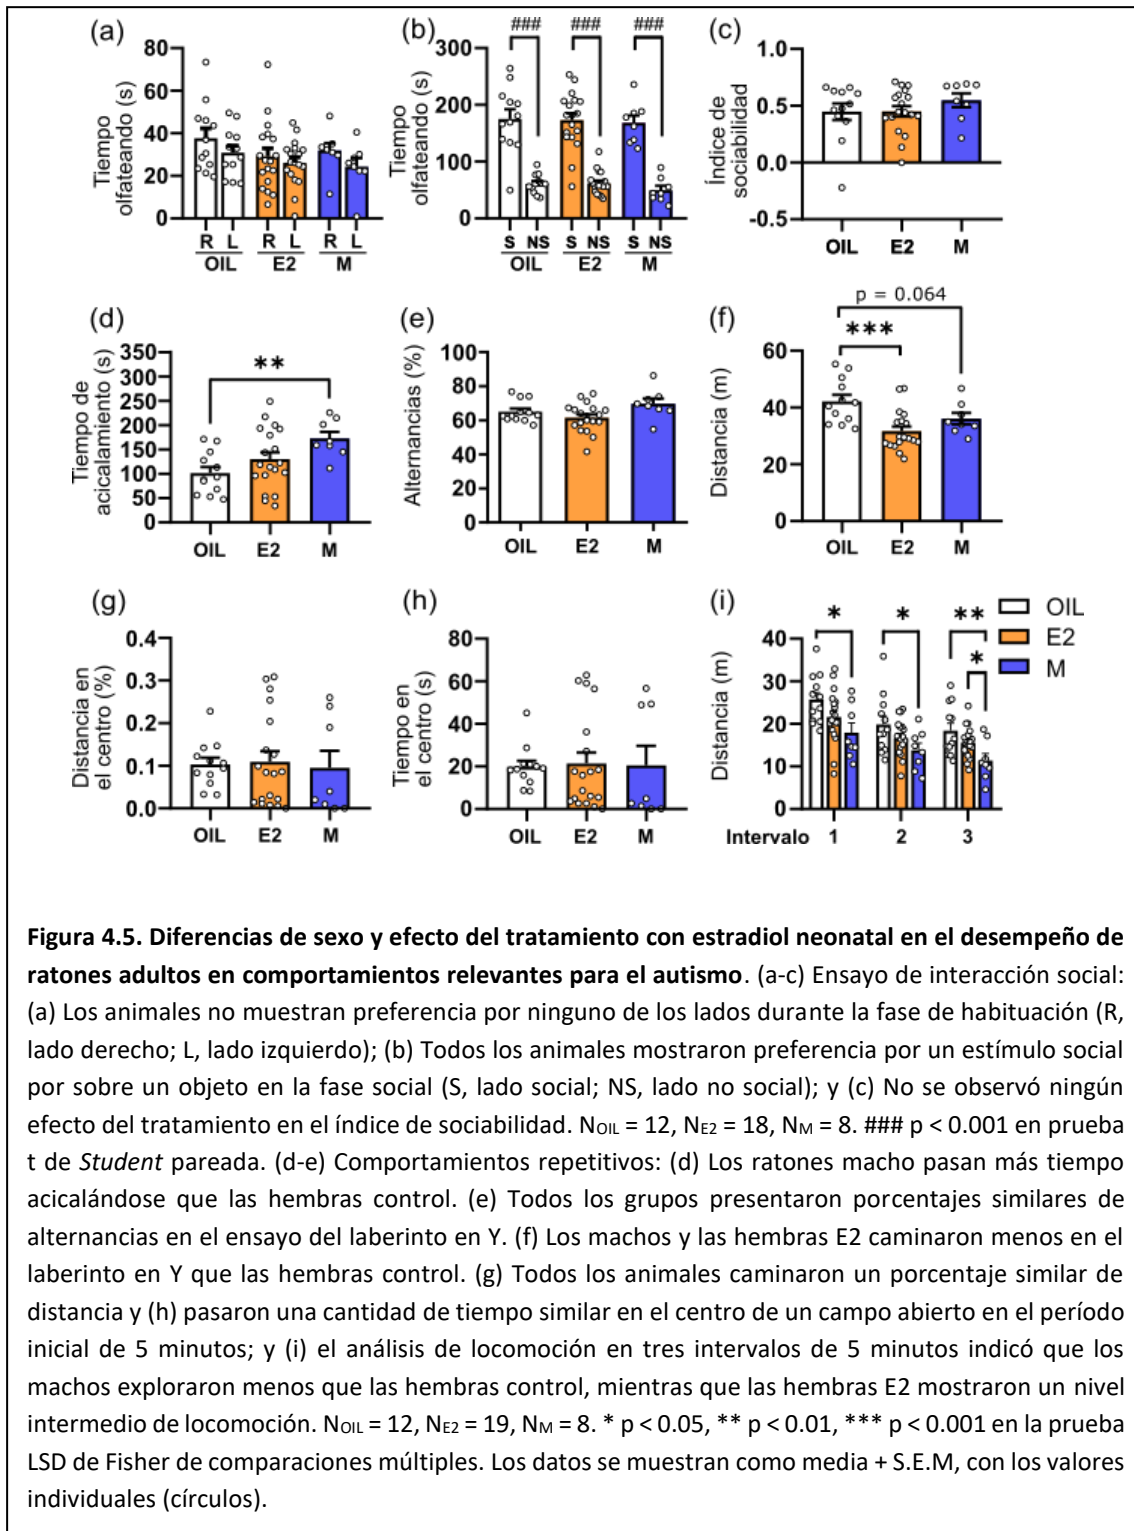 (a)
80
60
40
20
0
Tiempo
olfateando (s)
R L R L R L
OIL E2 M
(b)
### ### ###
300
200
100
0
Tiempo
olfateando (s)
S NS S NS S NS
OIL E2 M
(c)
1.0
0.5
0.0
-0.5
Índice de
sociabilidad
OIL E2 M
(d)
**
350
300
250
200
150
100
50
0
Tiempo de
acicalamiento (s)
OIL E2 M
(e)
100
80
60
40
20
0
Alternancias (%)
OIL E2 M
(f)
p = 0.064
***
60
40
20
0
Distancia (m)
OIL E2 M
(g)
0.4
0.3
0.2
0.1
0.0
Distancia en
el centro (%)
OIL E2 M
(h)
80
60
40
20
0
Tiempo en
el centro (s)
OIL E2 M
(i)
* * **
*
40
30
20
10
0
Distancia (m)
Intervalo 1 2 3
OIL
E2
M
Figura 4.5. Diferencias de sexo y efecto del tratamiento con estradiol neonatal en el desempeño de
ratones adultos en comportamientos relevantes para el autismo. (a-c) Ensayo de interacción social:
(a) Los animales no muestran preferencia por ninguno de los lados durante la fase de habituación (R,
lado derecho; L, lado izquierdo); (b) Todos los animales mostraron preferencia por un estímulo social
por sobre un objeto en la fase social (S, lado social; NS, lado no social); y (c) No se observó ningún
efecto del tratamiento en el índice de sociabilidad. NOIL = 12, NE2 = 18, NM = 8. ### p < 0.001 en prueba
t de Student pareada. (d-e) Comportamientos repetitivos: (d) Los ratones macho pasan más tiempo
acicalándose que las hembras control. (e) Todos los grupos presentaron porcentajes similares de
alternancias en el ensayo del laberinto en Y. (f) Los machos y las hembras E2 caminaron menos en el
laberinto en Y que las hembras control. (g) Todos los animales caminaron un porcentaje similar de
distancia y (h) pasaron una cantidad de tiempo similar en el centro de un campo abierto en el período
inicial de 5 minutos; y (i) el análisis de locomoción en tres intervalos de 5 minutos indicó que los
machos exploraron menos que las hembras control, mientras que las hembras E2 mostraron un nivel
intermedio de locomoción. NOIL = 12, NE2 = 19, NM = 8. * p < 0.05, ** p < 0.01, *** p < 0.001 en la prueba
LSD de Fisher de comparaciones múltiples. Los datos se muestran como media + S.E.M, con los valores
individuales (círculos).